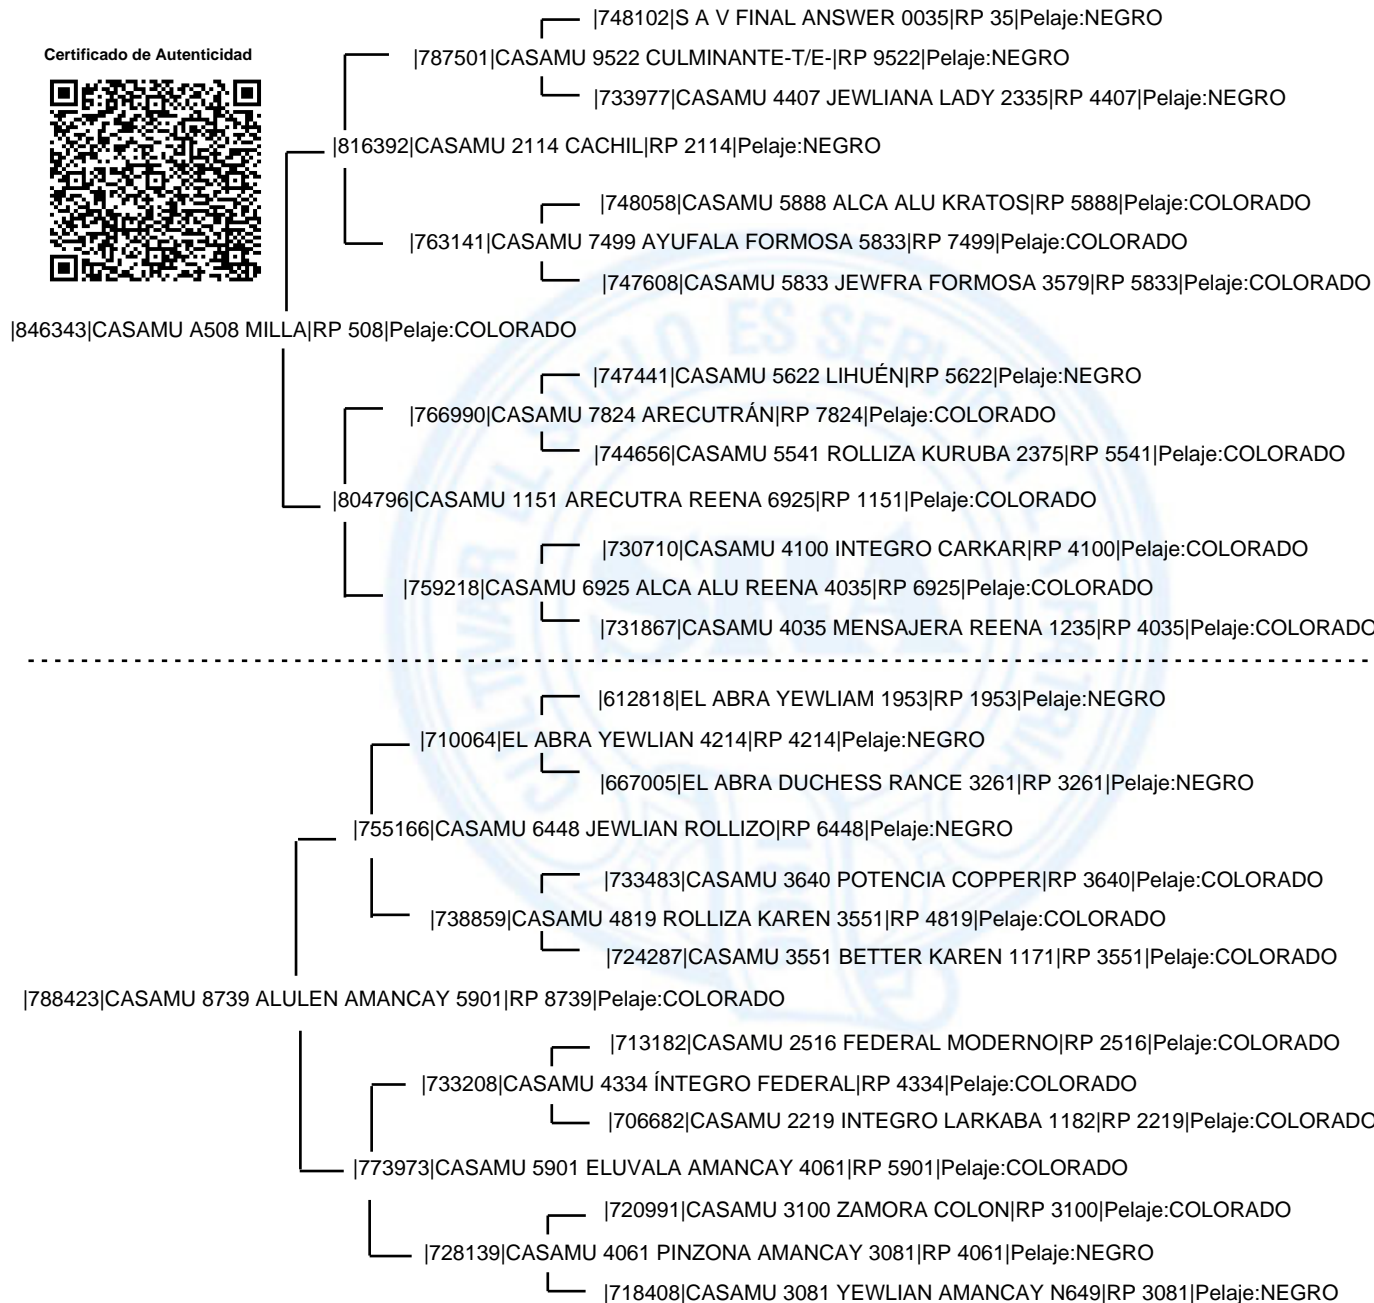 |748102|S A V FINAL ANSWER 0035|RP 35|Pelaje:NEGRO
Certificado de Autenticidad
|787501|CASAMU 9522 CULMINANTE-T/E-|RP 9522|Pelaje:NEGRO
|733977|CASAMU 4407 JEWLIANA LADY 2335|RP 4407|Pelaje:NEGRO
|816392|CASAMU 2114 CACHIL|RP 2114|Pelaje:NEGRO
|748058|CASAMU 5888 ALCA ALU KRATOS|RP 5888|Pelaje:COLORADO
|763141|CASAMU 7499 AYUFALA FORMOSA 5833|RP 7499|Pelaje:COLORADO
|747608|CASAMU 5833 JEWFRA FORMOSA 3579|RP 5833|Pelaje:COLORADO
|846343|CASAMU A508 MILLA|RP 508|Pelaje:COLORADO
|747441|CASAMU 5622 LIHUÉN|RP 5622|Pelaje:NEGRO
|766990|CASAMU 7824 ARECUTRÁN|RP 7824|Pelaje:COLORADO
|744656|CASAMU 5541 ROLLIZA KURUBA 2375|RP 5541|Pelaje:COLORADO
|804796|CASAMU 1151 ARECUTRA REENA 6925|RP 1151|Pelaje:COLORADO
|730710|CASAMU 4100 INTEGRO CARKAR|RP 4100|Pelaje:COLORADO
|759218|CASAMU 6925 ALCA ALU REENA 4035|RP 6925|Pelaje:COLORADO
|731867|CASAMU 4035 MENSAJERA REENA 1235|RP 4035|Pelaje:COLORADO
|612818|EL ABRA YEWLIAM 1953|RP 1953|Pelaje:NEGRO
|710064|EL ABRA YEWLIAN 4214|RP 4214|Pelaje:NEGRO
|667005|EL ABRA DUCHESS RANCE 3261|RP 3261|Pelaje:NEGRO
|755166|CASAMU 6448 JEWLIAN ROLLIZO|RP 6448|Pelaje:NEGRO
|733483|CASAMU 3640 POTENCIA COPPER|RP 3640|Pelaje:COLORADO
|738859|CASAMU 4819 ROLLIZA KAREN 3551|RP 4819|Pelaje:COLORADO
|724287|CASAMU 3551 BETTER KAREN 1171|RP 3551|Pelaje:COLORADO
|788423|CASAMU 8739 ALULEN AMANCAY 5901|RP 8739|Pelaje:COLORADO
|713182|CASAMU 2516 FEDERAL MODERNO|RP 2516|Pelaje:COLORADO
|733208|CASAMU 4334 ÍNTEGRO FEDERAL|RP 4334|Pelaje:COLORADO
|706682|CASAMU 2219 INTEGRO LARKABA 1182|RP 2219|Pelaje:COLORADO
|773973|CASAMU 5901 ELUVALA AMANCAY 4061|RP 5901|Pelaje:COLORADO
|720991|CASAMU 3100 ZAMORA COLON|RP 3100|Pelaje:COLORADO
|728139|CASAMU 4061 PINZONA AMANCAY 3081|RP 4061|Pelaje:NEGRO
|718408|CASAMU 3081 YEWLIAN AMANCAY N649|RP 3081|Pelaje:NEGRO
CULTIVAR EL SUELO ES SERVIR A LA PATRIA